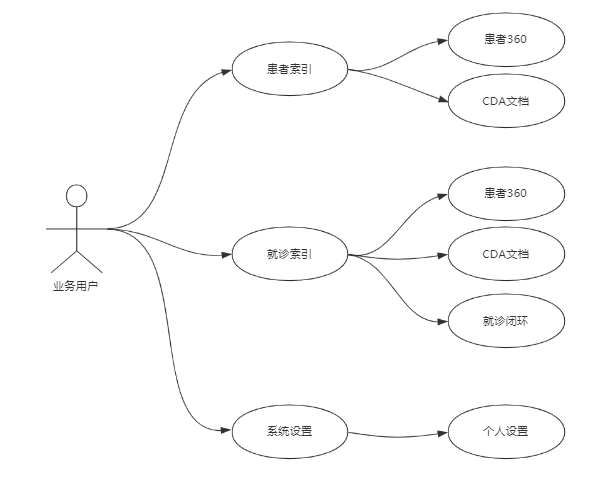 患者360
患者索引
CDA文档
患者360
就诊索引
CDA文档
业务用户
就诊闭环
系统设置
个人设置